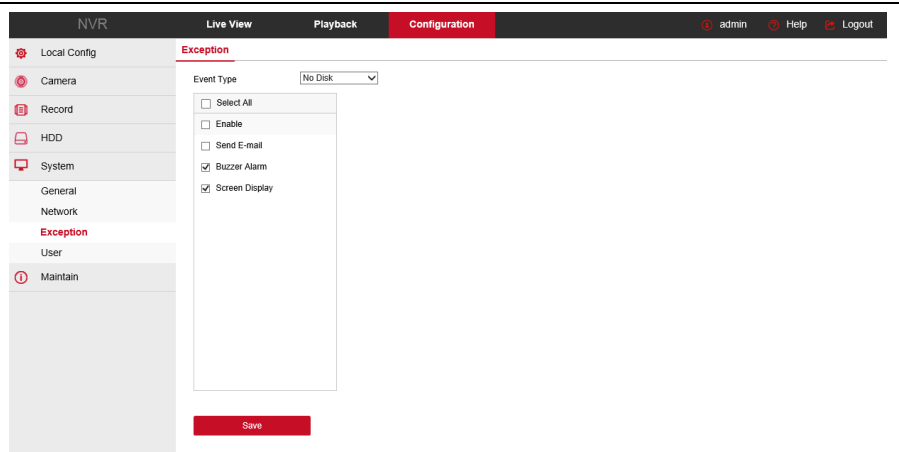 NVR Live View Playback Configuration admin Help Logout
Local Config
Camera
Record
HDD
System
General
Network
Exception
User
Maintain
Exception
Event Type No Disk
Select All
Enable
Send E-mail
Buzzer Alarm
Screen Display
Save